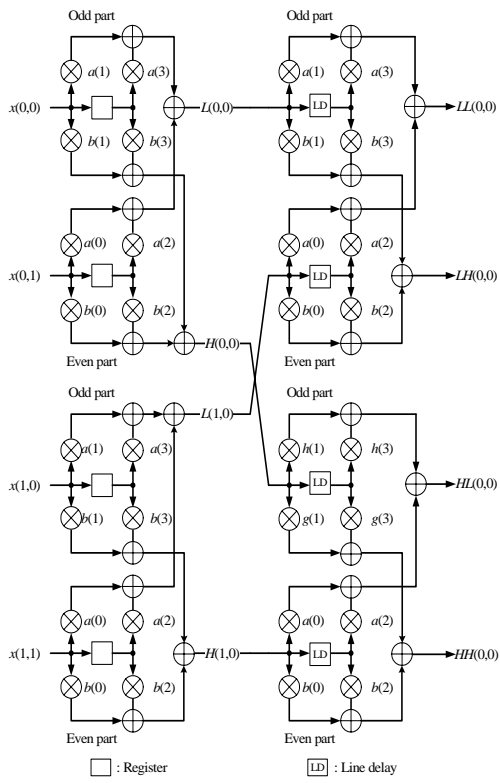 Odd part Odd part
a(1) a(3) a(1) a(3)
x(0,0) L(0,0) LD LL(0,0)
b(1) b(3) b(1) b(3)
a(0) a(2) a(0) a(2)
x(0,1) LD LH(0,0)
b(0) b(2) b(0) b(2)
H(0,0)
Even part Even part
Odd part Odd part
L(1,0)
a(1) a(3) h(1) h(3)
x(1,0) LD HL(0,0)
b(1) b(3) g(1) g(3)
a(0) a(2) a(0) a(2)
x(1,1) H(1,0) LD HH(0,0)
b(0) b(2) b(0) b(2)
Even part Even part
: Register LD : Line delay